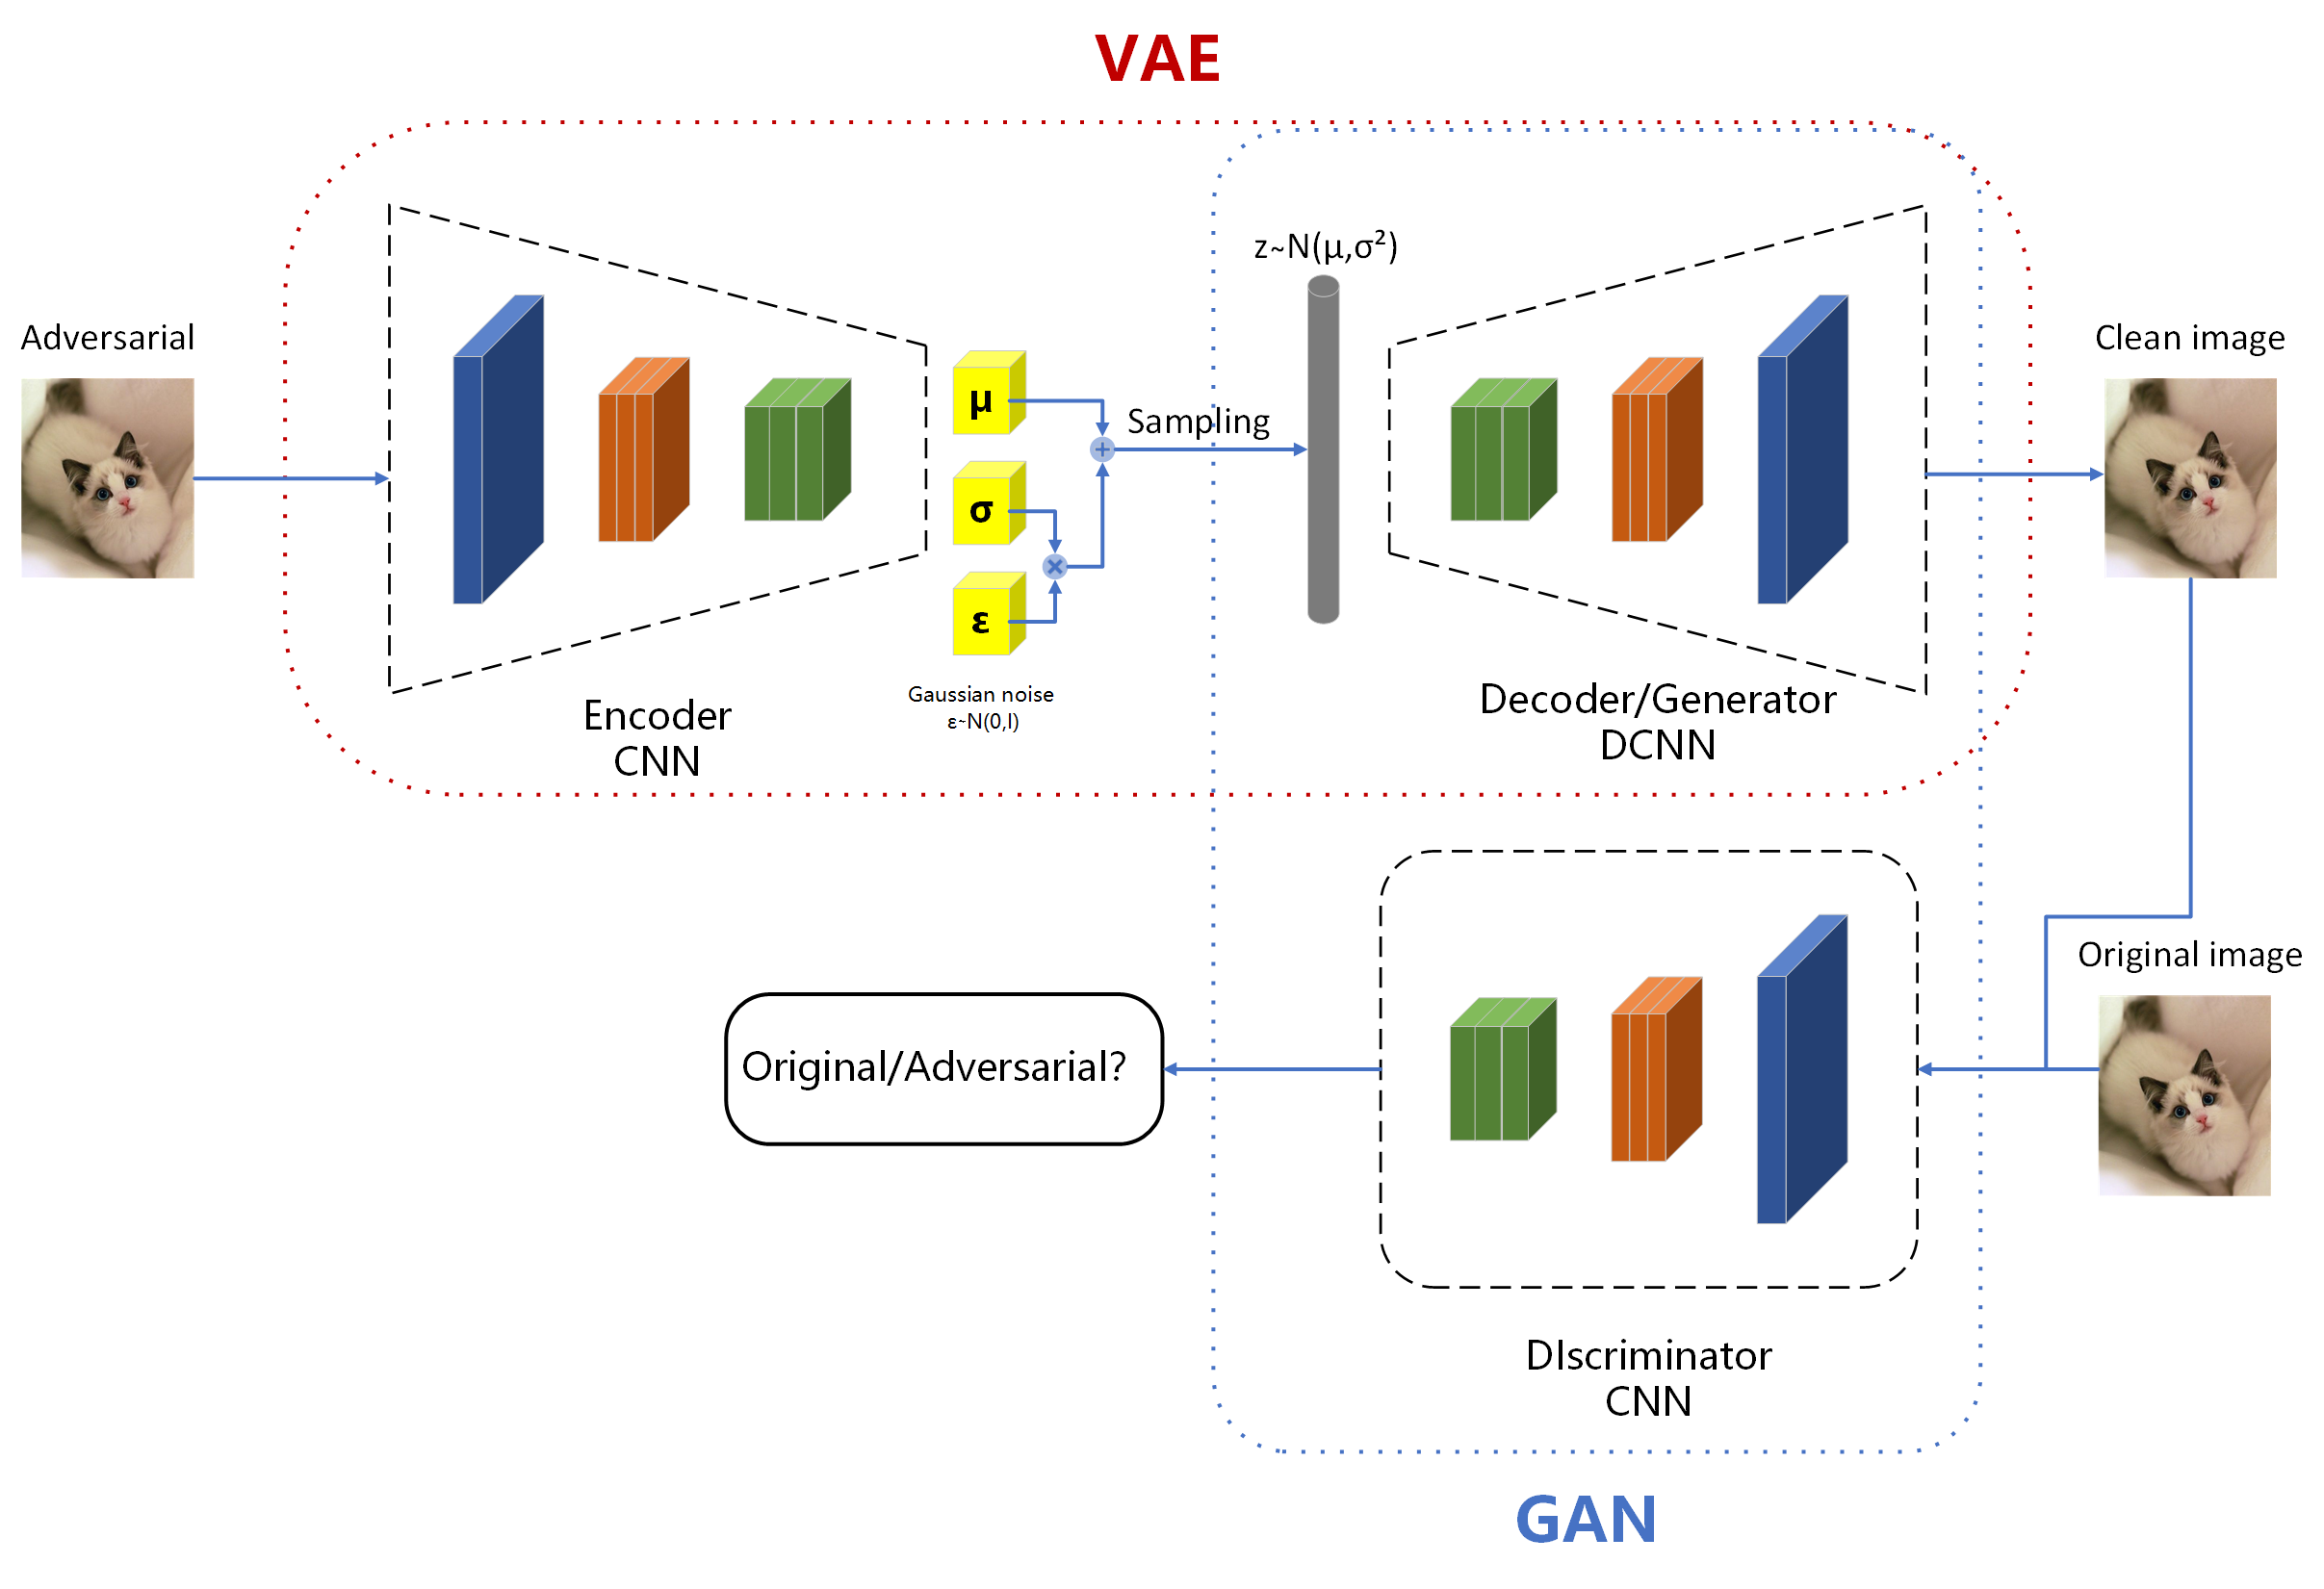 VAE
z~N(μ,σ²)
Adversarial
Clean image
μ
Sampling
σ
ε
Gaussian noise
ε~N(0,I)
Encoder
CNN
Decoder/Generator
DCNN
Original image
Original/Adversarial?
DIscriminator
CNN
GAN